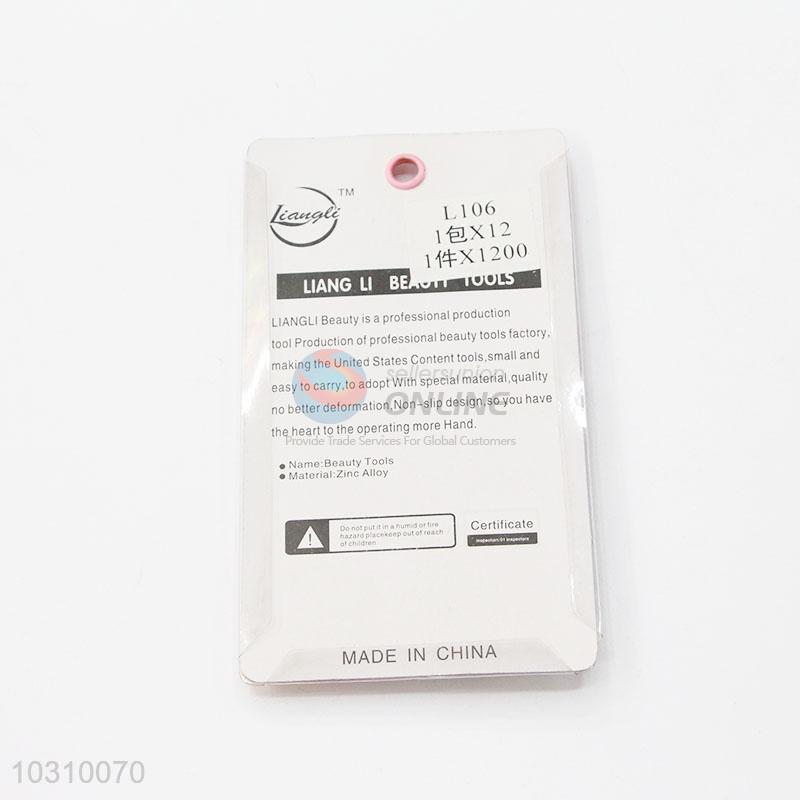 Liangli TM
L106
1包X12
1件X1200
LIANG LI BEAUTY TOOLS
LIANGLI Beauty is a professional production
tool Production of professional beauty tools factory,
making the United States Content tools,small and
easy to carry,to adopt With special material,quality
no better deformation,Non-slip design,so you have
the heart to the operating more Hand.
sellersunion
ONLINE
Provide Trade Services For Global Customers
● Name:Beauty Tools
● Material:Zinc Alloy
Do not put it in a humid or fire
hazard placekeep out of reach
of children
Certificate
Inspection:01 inspectors
MADE IN CHINA
10310070